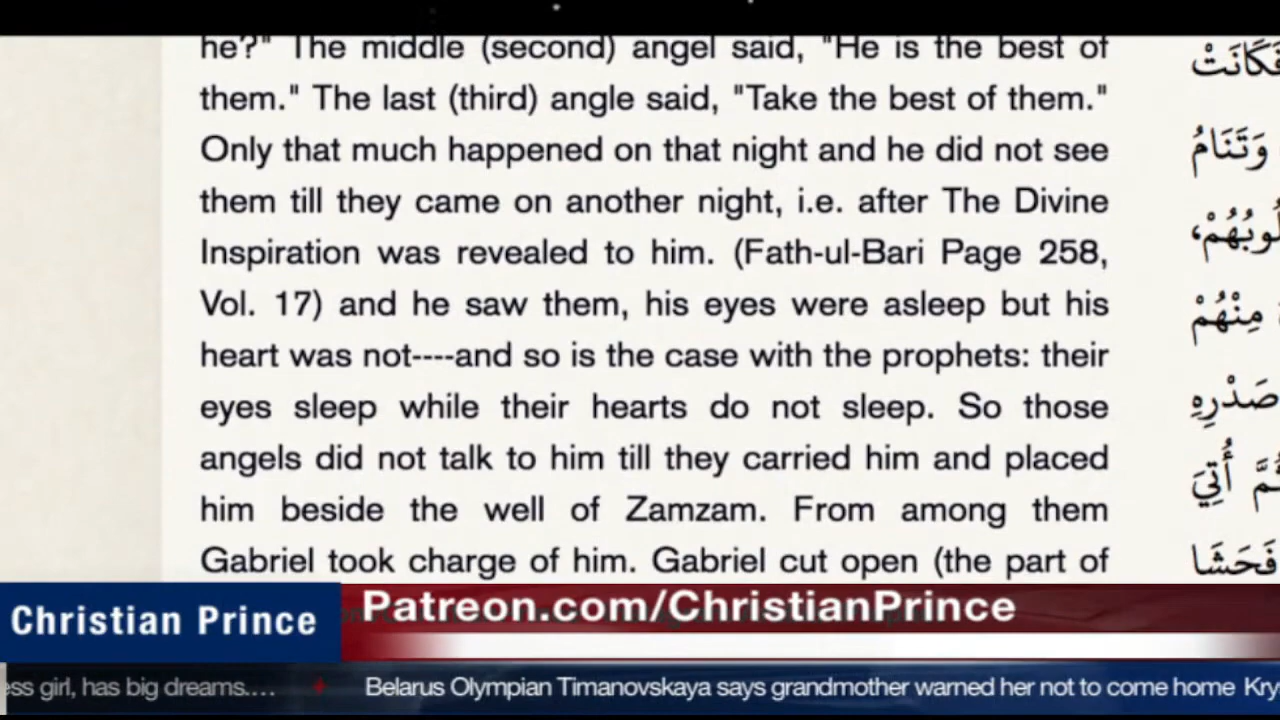 he?" The middle (second) angel said, "He is the best of
them." The last (third) angle said, "Take the best of them."
Only that much happened on that night and he did not see
them till they came on another night, i.e. after The Divine
Inspiration was revealed to him. (Fath-ul-Bari Page 258,
Vol. 17) and he saw them, his eyes were asleep but his
heart was not----and so is the case with the prophets: their
eyes sleep while their hearts do not sleep. So those
angels did not talk to him till they carried him and placed
him beside the well of Zamzam. From among them
Gabriel took charge of him. Gabriel cut open (the part of
وَتَنَامُ
مِنْهُمْ
صَدْرِهِ
أُتِيَ
فَحَشَا
Christian Prince
Patreon.com/ChristianPrince
ess girl, has big dreams....
Belarus Olympian Timanovskaya says grandmother warned her not to come home Kry